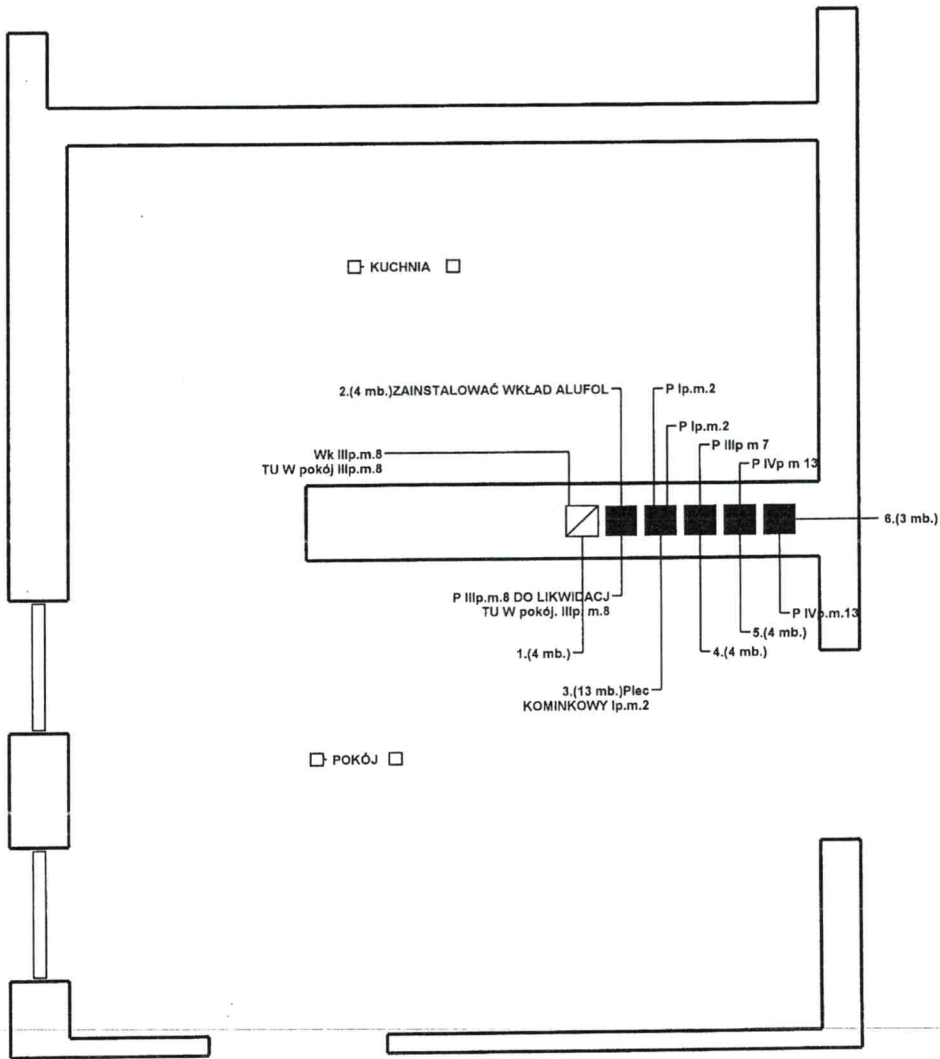 KUCHNIA
2.(4 mb.)ZAINSTALOWAĆ WKŁAD ALUFOL
P Ip.m.2
P Ip.m.2
Wk IIIp.m.8
TU W pokój IIIp.m.8
P IIIp m 7
P IVp m 13
6.(3 mb.)
P IIIp.m.8 DO LIKWIDACJ
TU W pokój. IIIp m.8
P IVp.m.13
5.(4 mb.)
4.(4 mb.)
1.(4 mb.)
3.(13 mb.)Piec
KOMINKOWY Ip.m.2
POKÓJ